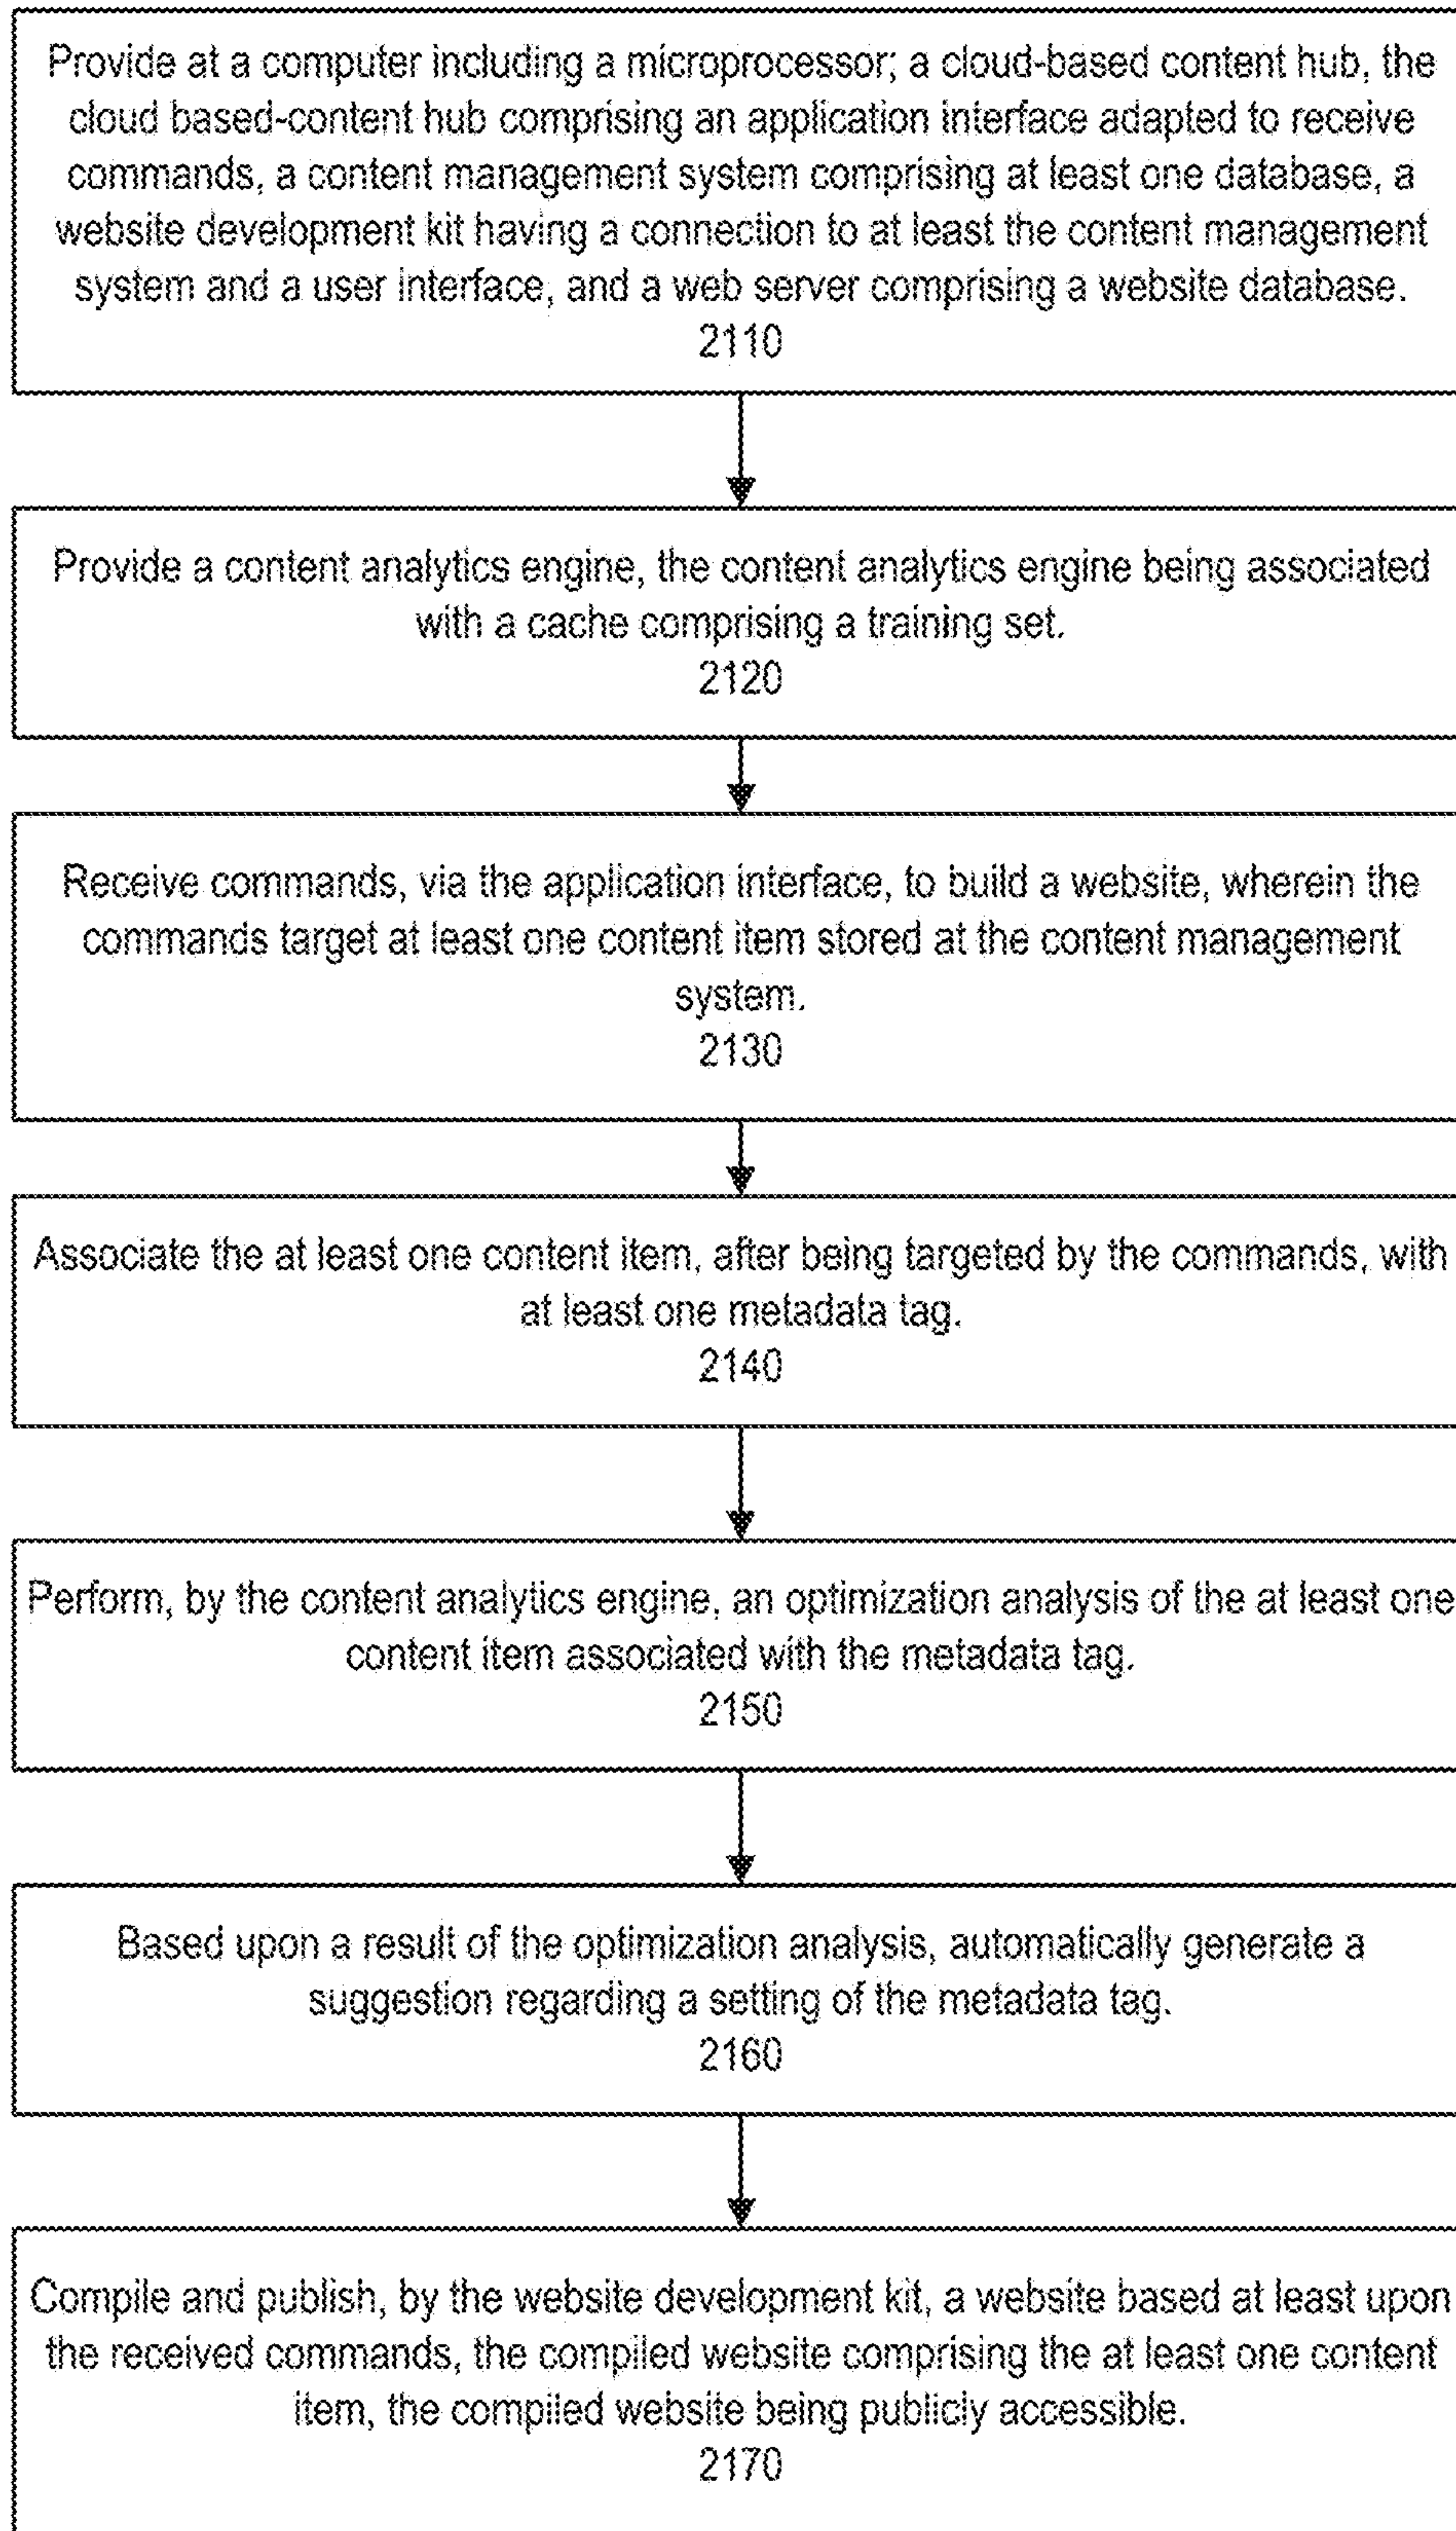 Provide at a computer including a microprocessor; a cloud-based content hub, the
cloud based-content hub comprising an application interface adapted to receive
commands, a content management system comprising at least one database, a
website development kit having a connection to at least the content management
system and a user interface, and a web server comprising a website database.
2110
Provide a content analytics engine, the content analytics engine being associated
with a cache comprising a training set.
2120
Receive commands, via the application interface, to build a website, wherein the
commands target at least one content item stored at the content management
system.
2130
Associate the at least one content item, after being targeted by the commands, with
at least one metadata tag.
2140
Perform, by the content analytics engine, an optimization analysis of the at least one
content item associated with the metadata tag.
2150
Based upon a result of the optimization analysis, automatically generate a
suggestion regarding a setting of the metadata tag.
2160
Compile and publish, by the website development kit, a website based at least upon
the received commands, the compiled website comprising the at least one content
item, the compiled website being publicly accessible.
2170